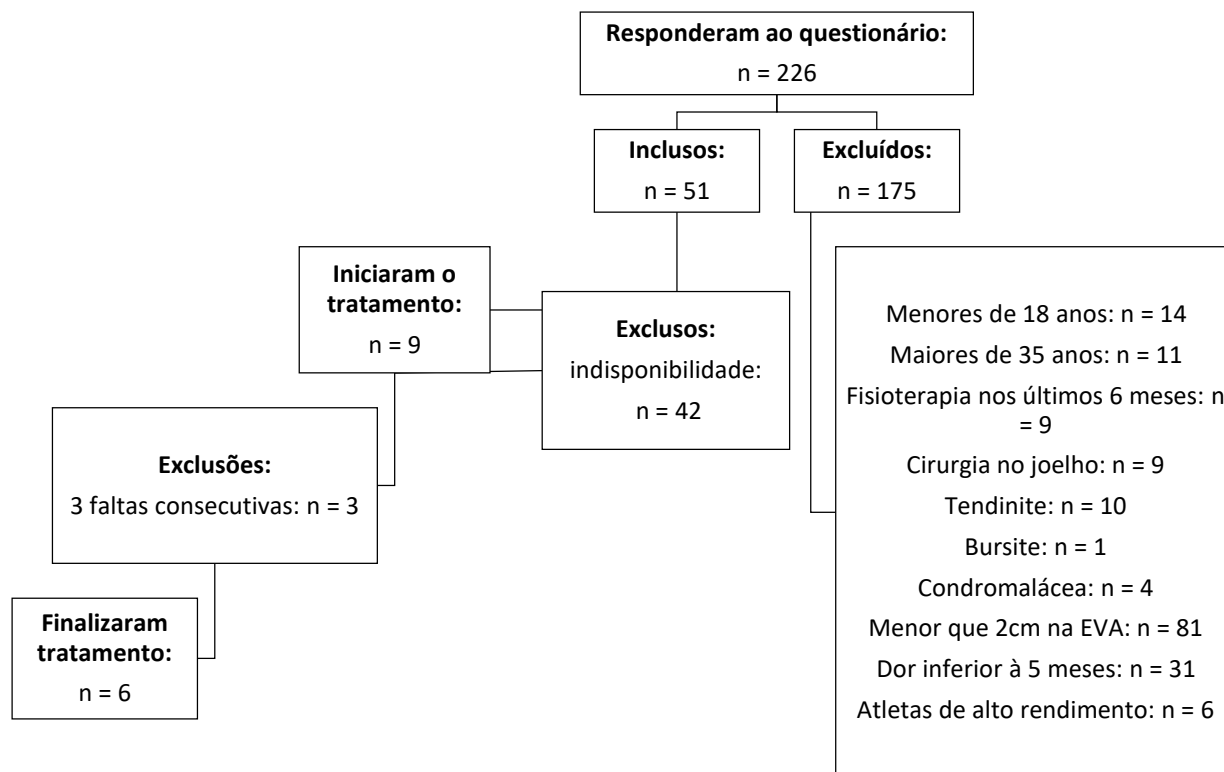 Responderam ao questionário:
n = 226
Inclusos:
n = 51
Excluídos:
n = 175
Iniciaram o
tratamento:
n = 9
Exclusos:
indisponibilidade:
n = 42
Exclusões:
3 faltas consecutivas: n = 3
Finalizaram
tratamento:
n = 6
Menores de 18 anos: n = 14
Maiores de 35 anos: n = 11
Fisioterapia nos últimos 6 meses: n
= 9
Cirurgia no joelho: n = 9
Tendinite: n = 10
Bursite: n = 1
Condromalácea: n = 4
Menor que 2cm na EVA: n = 81
Dor inferior à 5 meses: n = 31
Atletas de alto rendimento: n = 6